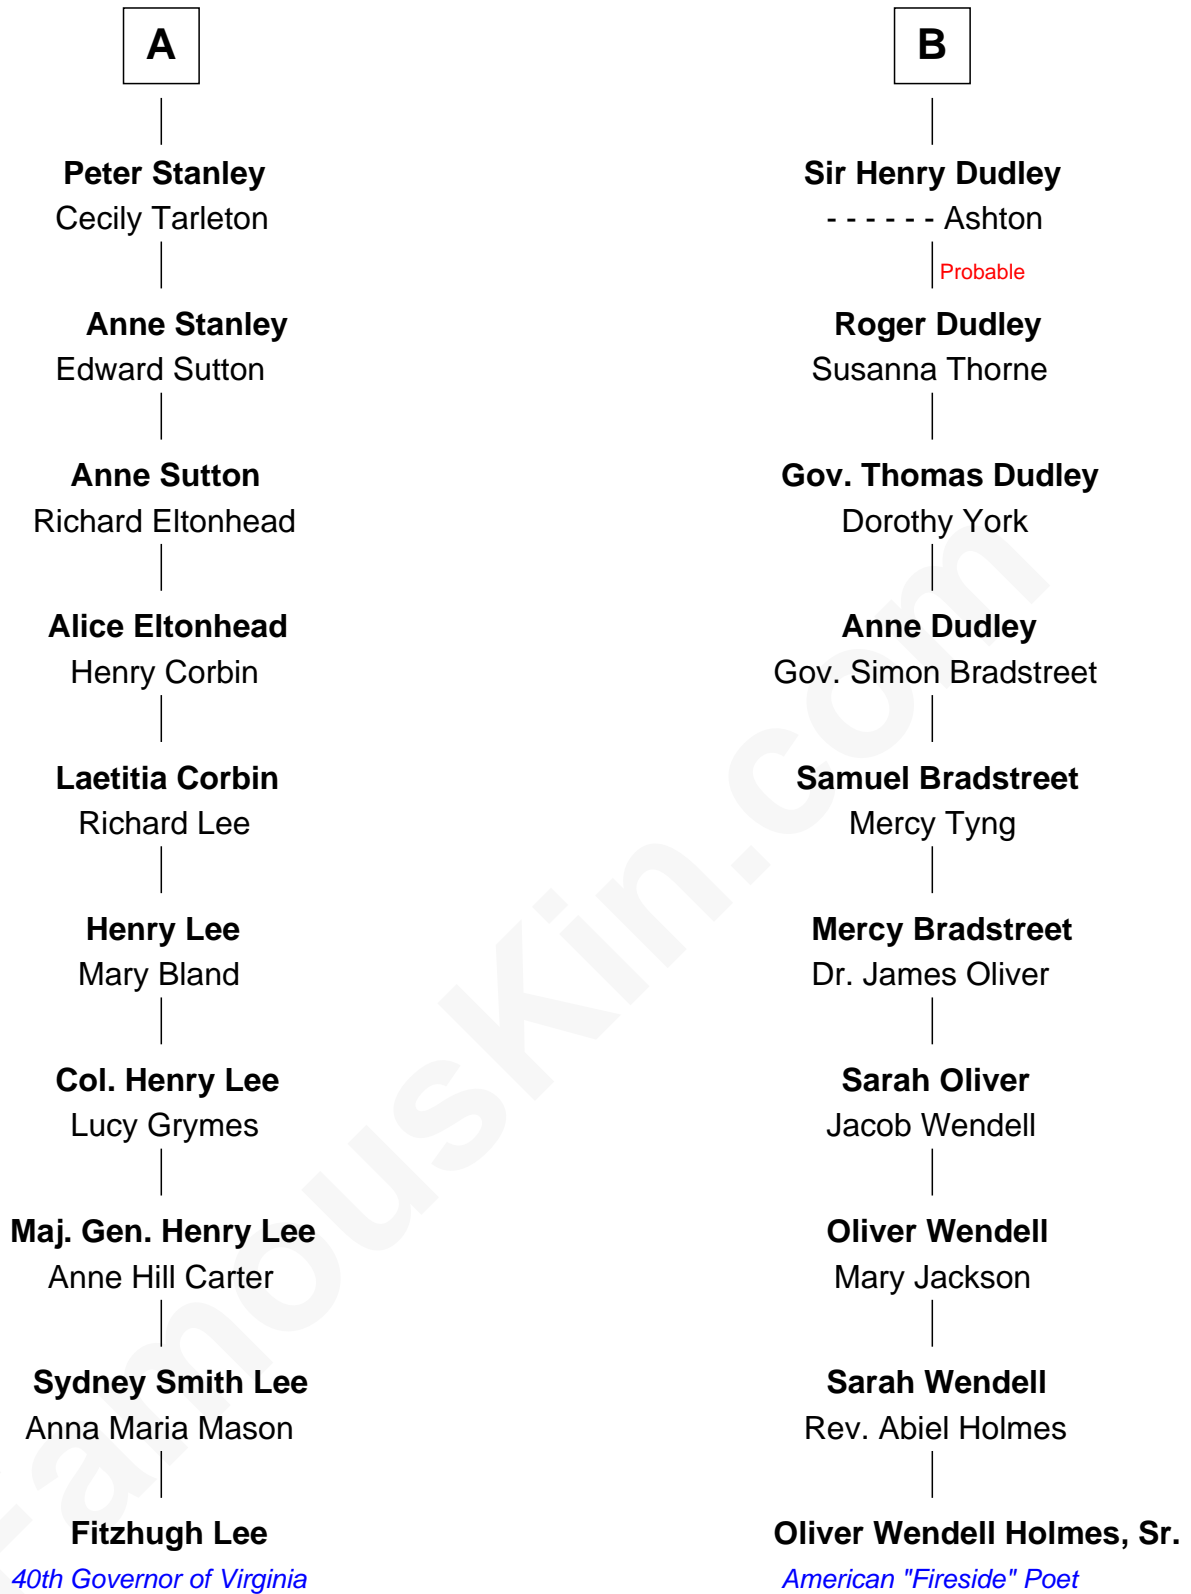 A
Peter Stanley
Cecily Tarleton
Anne Stanley
Edward Sutton
Anne Sutton
Richard Eltonhead
Alice Eltonhead
Henry Corbin
Laetitia Corbin
Richard Lee
Henry Lee
Mary Bland
Col. Henry Lee
Lucy Grymes
Maj. Gen. Henry Lee
Anne Hill Carter
Sydney Smith Lee
Anna Maria Mason
Fitzhugh Lee
40th Governor of Virginia
B
Sir Henry Dudley
- - - - - - Ashton
Probable
Roger Dudley
Susanna Thorne
Gov. Thomas Dudley
Dorothy York
Anne Dudley
Gov. Simon Bradstreet
Samuel Bradstreet
Mercy Tyng
Mercy Bradstreet
Dr. James Oliver
Sarah Oliver
Jacob Wendell
Oliver Wendell
Mary Jackson
Sarah Wendell
Rev. Abiel Holmes
Oliver Wendell Holmes, Sr.
American "Fireside" Poet
FamousKin.com